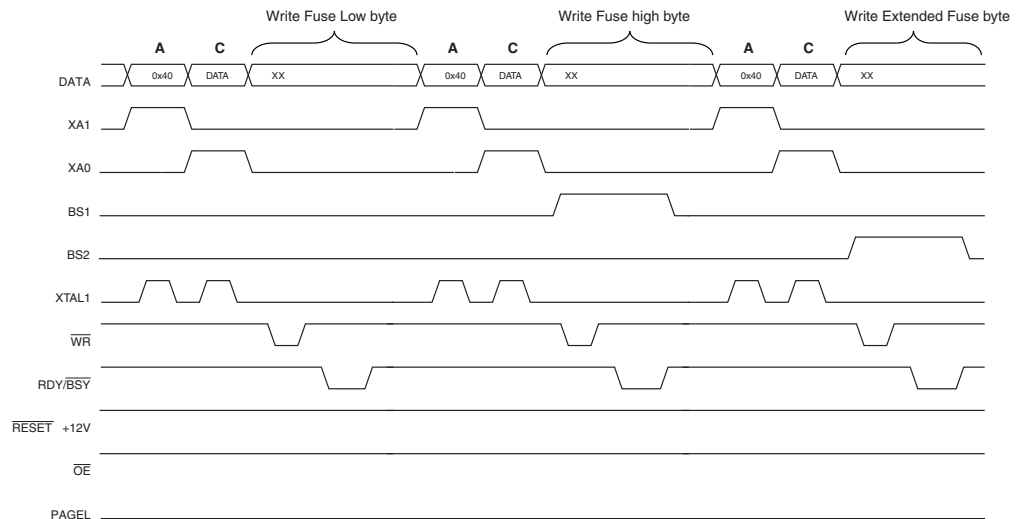 Write Fuse Low byte Write Fuse high byte Write Extended Fuse byte
A C A C A C
DATA 0x40 DATA XX 0x40 DATA XX 0x40 DATA XX
XA1
XA0
BS1
BS2
XTAL1
WR
RDY/BSY
RESET +12V
OE
PAGEL